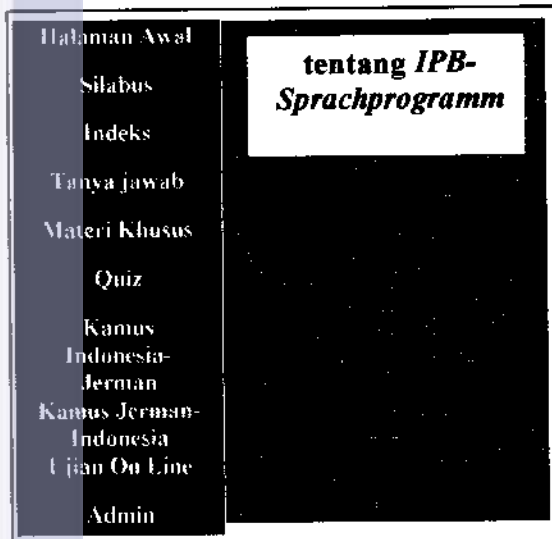 Halaman Awal
Silabus
Indeks
Tanya jawab
Materi Khusus
Quiz
Kamus
Indonesia-
Jerman
Kamus Jerman-
Indonesia
Ujian On Line
Admin
tentang IPB-
Sprachprogramm